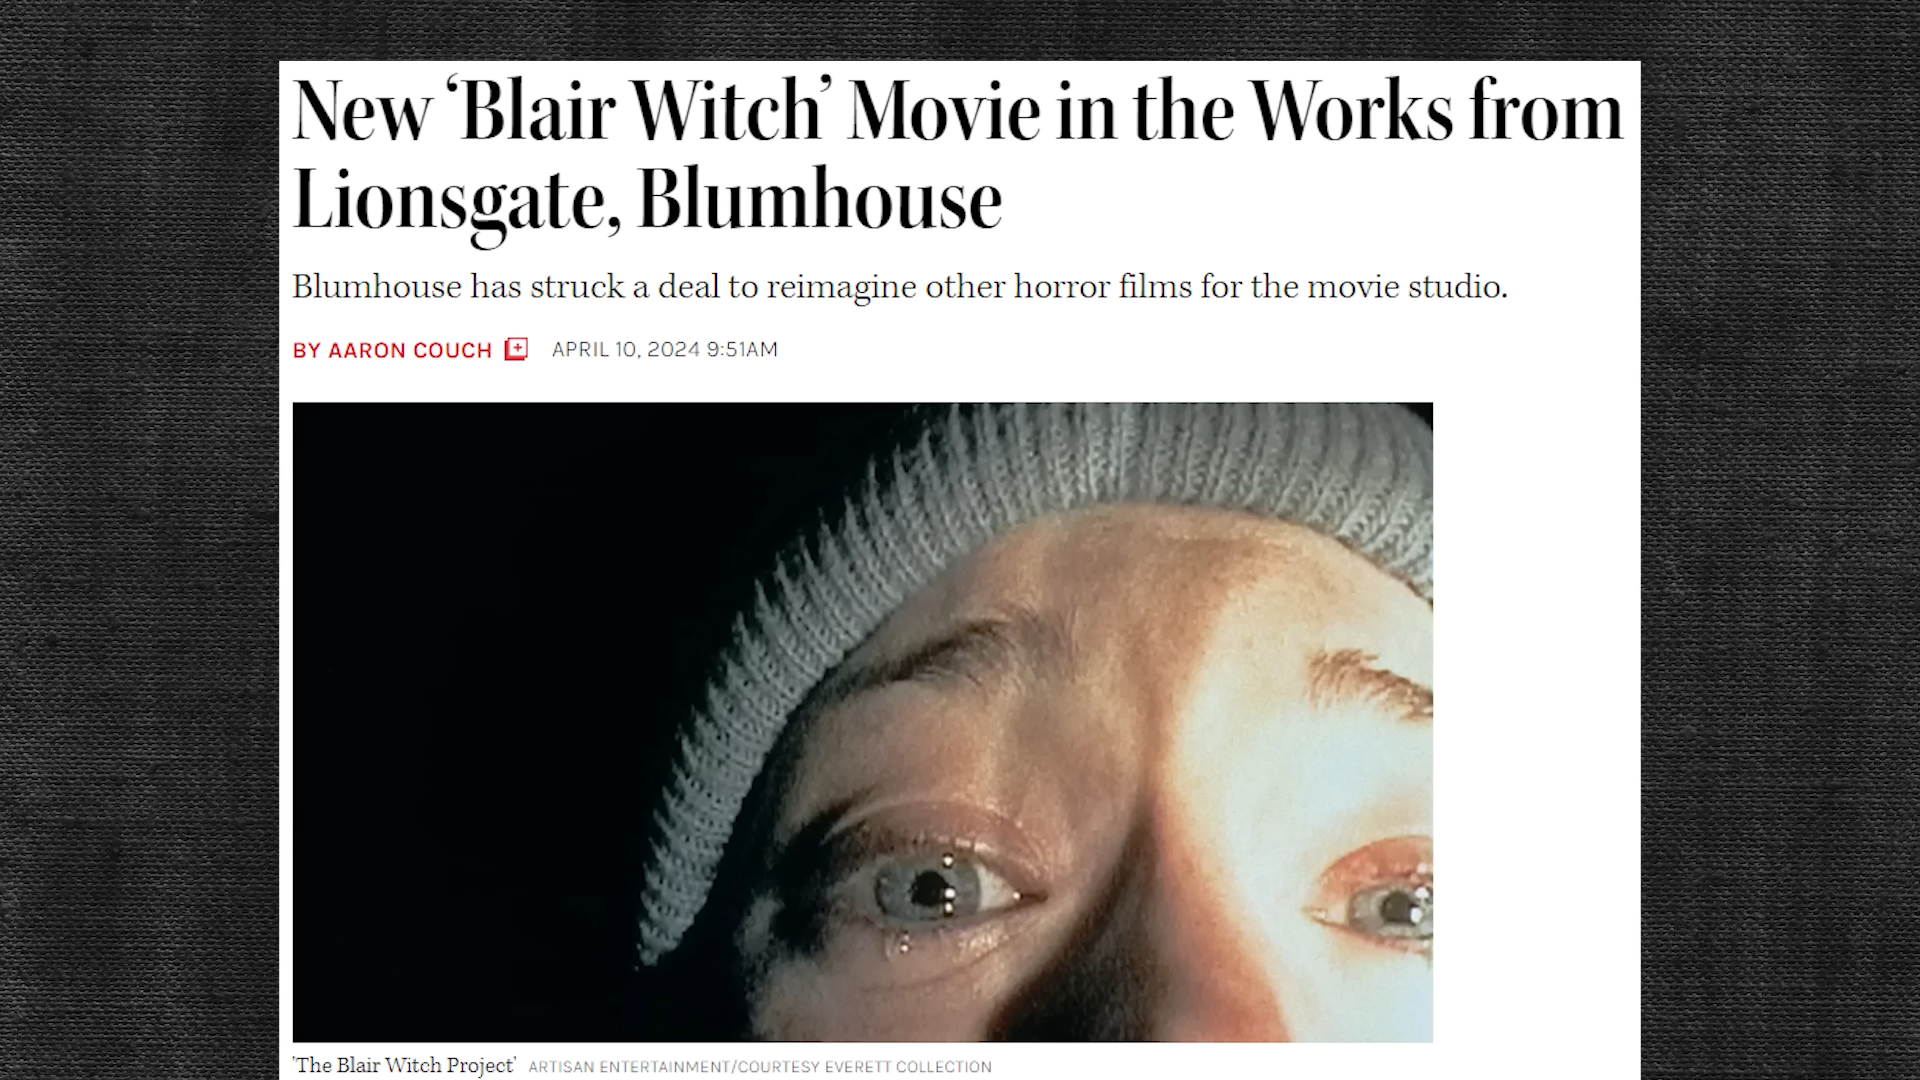 New ‘Blair Witch’ Movie in the Works from
Lionsgate, Blumhouse
Blumhouse has struck a deal to reimagine other horror films for the movie studio.
BY AARON COUCH APRIL 10, 2024 9:51AM
'The Blair Witch Project' ARTISAN ENTERTAINMENT/COURTESY EVERETT COLLECTION